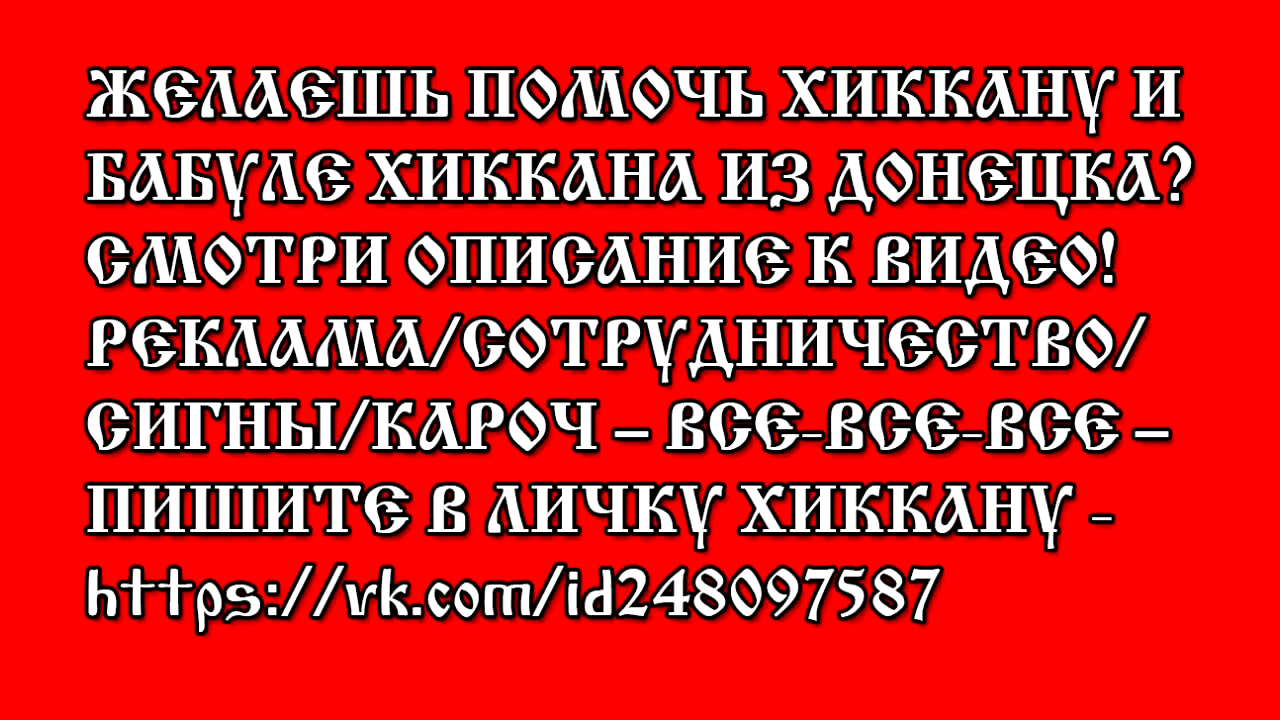 ЖЕЛАЕШЬ ПОМОЧЬ ХИККАНУ И
БАБУЛЕ ХИККАНА ИЗ ДОНЕЦКА?
СМОТРИ ОПИСАНИЕ К ВИДЕО!
РЕКЛАМА/СОТРУДНИЧЕСТВО/
СИГНЫ/КАРОЧ – ВСЕ-ВСЕ-ВСЕ –
ПИШИТЕ В ЛИЧКУ ХИККАНУ -
https://vk.com/id248097587